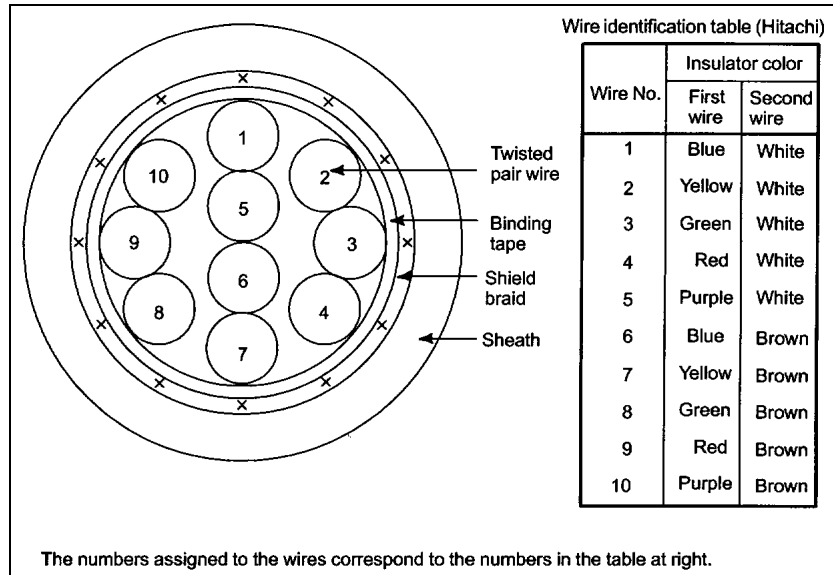 Wire identification table (Hitachi)
Wire No.
Insulator color
First wire
Second wire
1 Blue White
2 Yellow White
3 Green White
4 Red White
5 Purple White
6 Blue Brown
7 Yellow Brown
8 Green Brown
9 Red Brown
10 Purple Brown
1
2
3
4
5
6
7
8
9
10
Twisted
pair wire
Binding
tape
Shield
braid
Sheath
The numbers assigned to the wires correspond to the numbers in the table at right.